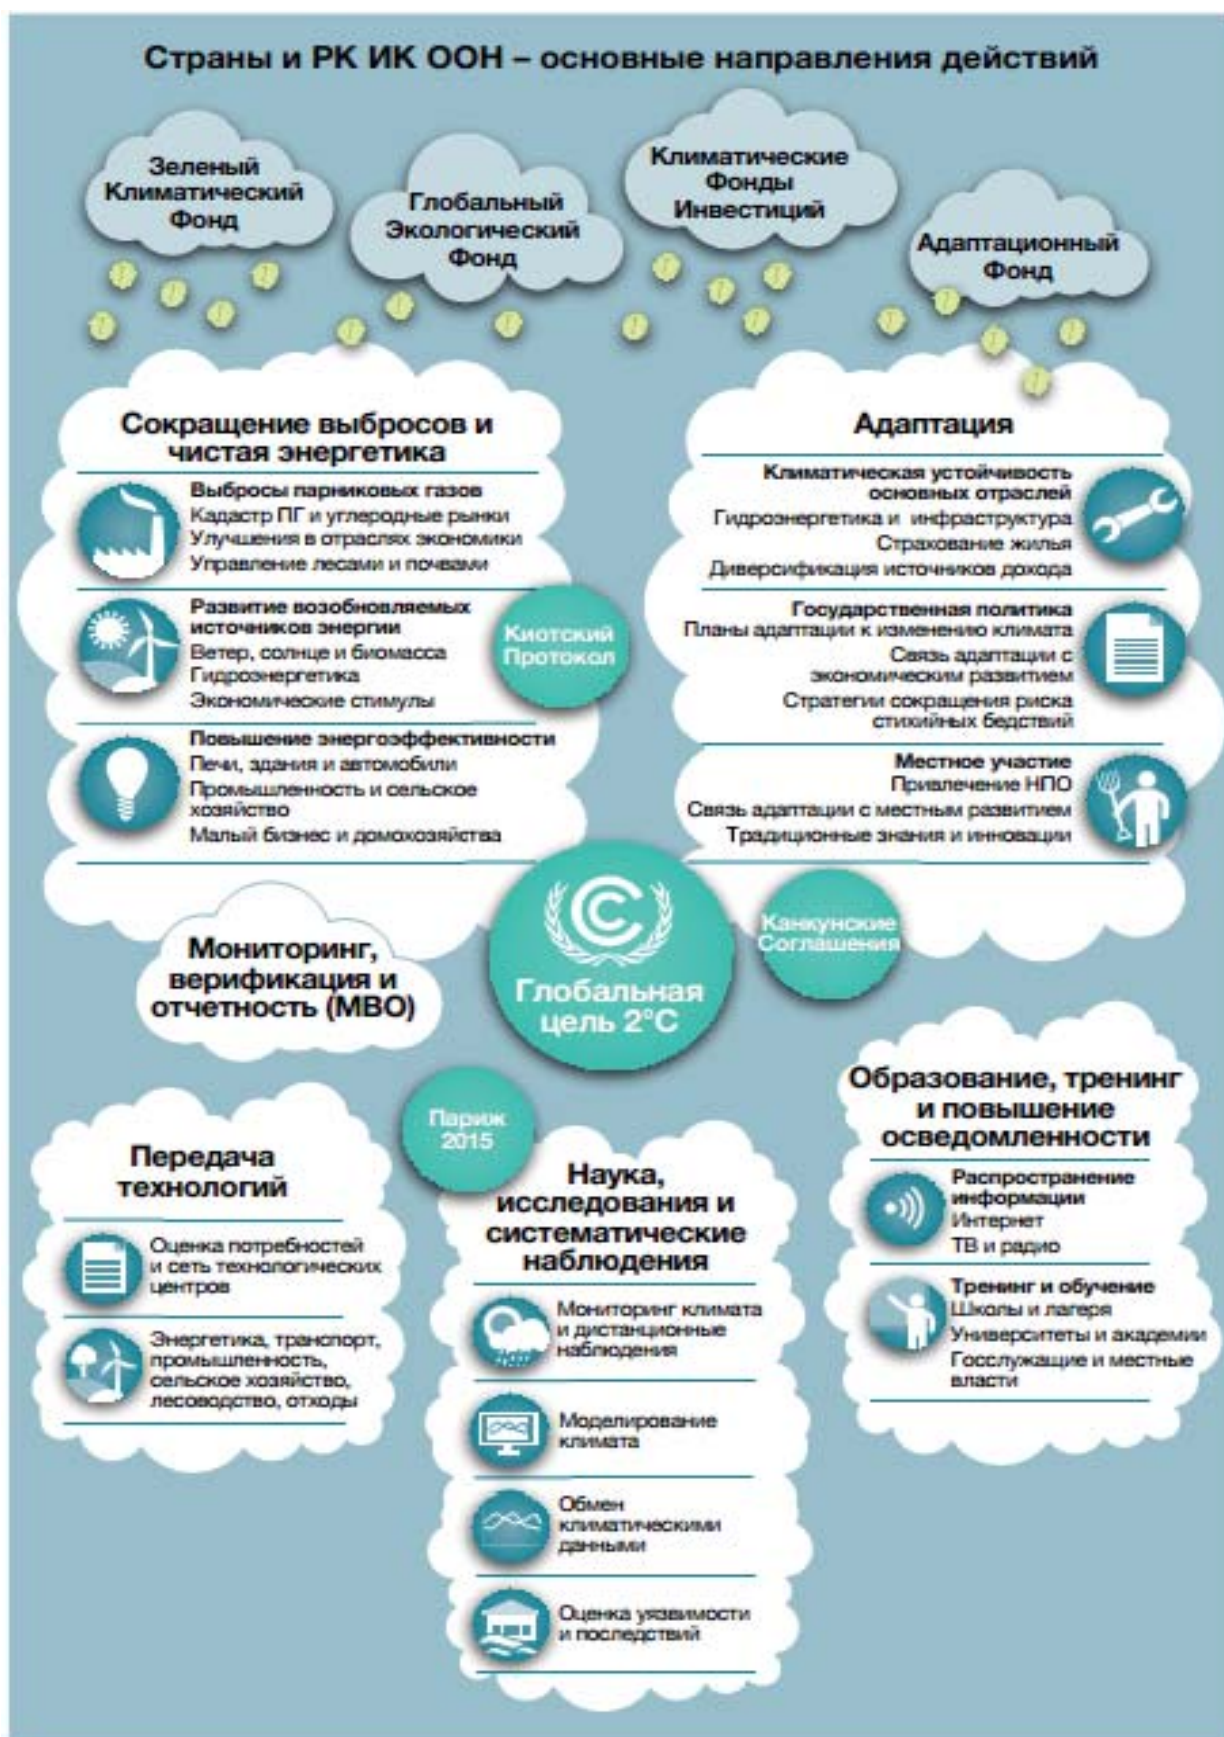 Страны и РК ИК ООН – основные направления действий
Зеленый
Климатический
Фонд
Глобальный
Экологический
Фонд
Климатические
Фонды
Инвестиций
Адаптационный
Фонд
Сокращение выбросов и
чистая энергетика
Выбросы парниковых газов
Кадастр ПГ и углеродные рынки
Улучшения в отраслях экономики
Управление лесами и почвами
Развитие возобновляемых
источников энергии
Ветер, солнце и биомасса
Гидроэнергетика
Экономические стимулы
Повышение энергоэффективности
Печи, здания и автомобили
Промышленность и сельское
хозяйство
Малый бизнес и домохозяйства
Киотский
Протокол
Адаптация
Климатическая устойчивость
основных отраслей
Гидроэнергетика и инфраструктура
Страхование жилья
Диверсификация источников дохода
Государственная политика
Планы адаптации к изменению климата
Связь адаптации с
экономическим развитием
Стратегии сокращения риска
стихийных бедствий
Местное участие
Привлечение НПО
Связь адаптации с местным развитием
Традиционные знания и инновации
Мониторинг,
верификация и
отчетность (МВО)
Глобальная
цель 2°C
Канкунские
Соглашения
Париж
2015
Передача
технологий
Оценка потребностей
и сеть технологических
центров
Энергетика, транспорт,
промышленность,
сельское хозяйство,
лесоводство, отходы
Наука,
исследования и
систематические
наблюдения
Мониторинг климата
и дистанционные
наблюдения
Моделирование
климата
Обмен
климатическими
данными
Оценка уязвимости
и последствий
Образование, тренинг
и повышение
осведомленности
Распространение
информации
Интернет
ТВ и радио
Тренинг и обучение
Школы и лагеря
Университеты и академии
Госслужащие и местные
власти